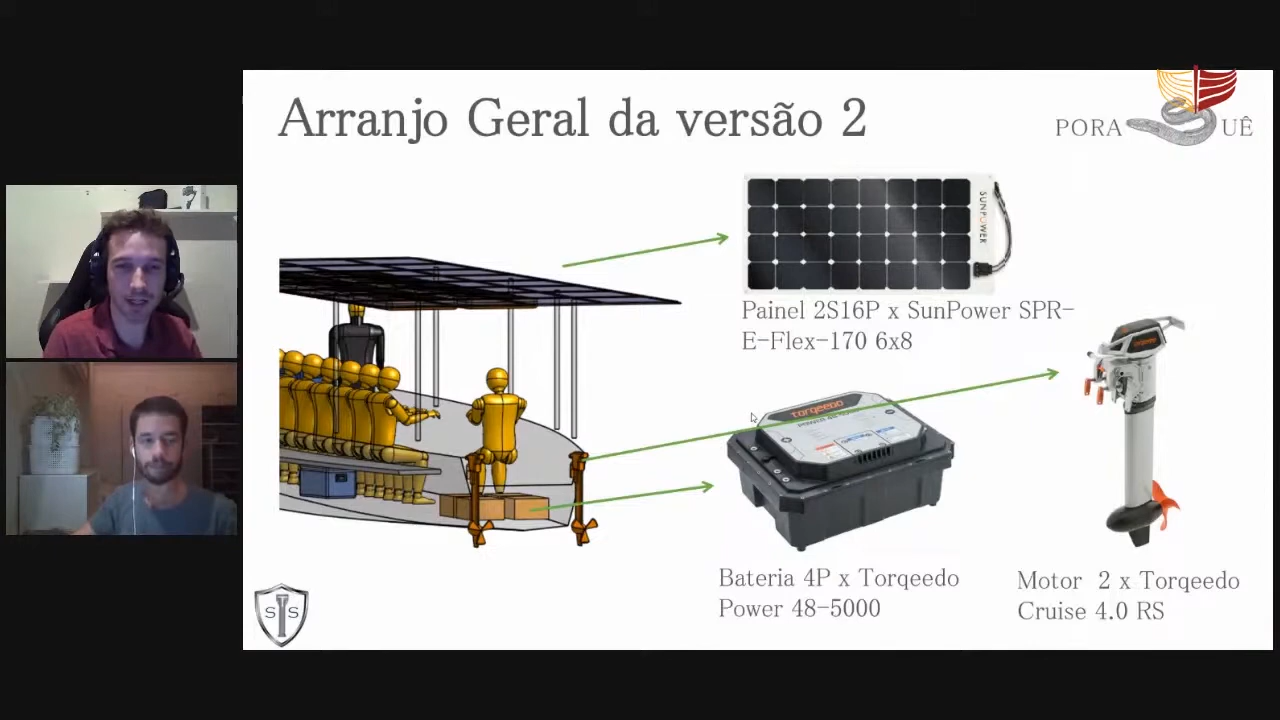 Arranjo Geral da versão 2
PORA UÊ
SUNPOWER
Painel 2S16P x SunPower SPR-
E-Flex-170 6x8
TORQEEDO
Bateria 4P x Torqeedo
Power 48-5000
Motor 2 x Torqeedo
Cruise 4.0 RS
S T S